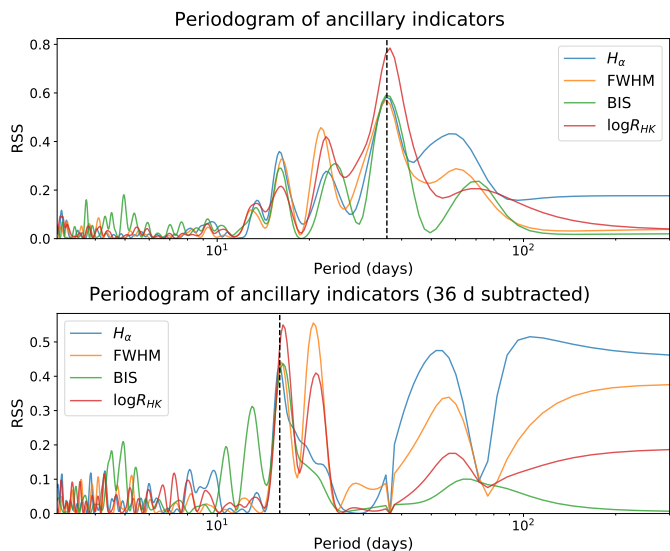 Periodogram of ancillary indicators
RSS
0.8
0.6
0.4
0.2
0.0
Hα
FWHM
BIS
logR_HK
10¹
10²
Period (days)
Periodogram of ancillary indicators (36 d subtracted)
RSS
0.5
0.4
0.3
0.2
0.1
0.0
Hα
FWHM
BIS
logR_HK
10¹
10²
Period (days)